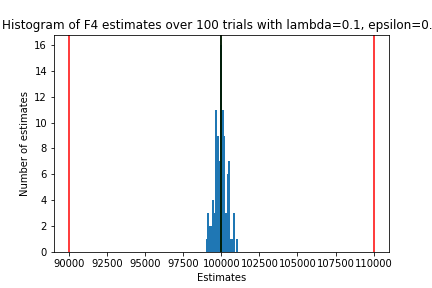 Histogram of F4 estimates over 100 trials with lambda=0.1, epsilon=0.
Number of estimates
16
14
12
10
8
6
4
2
0
90000 92500 95000 97500 100000 102500 105000 107500 110000
Estimates